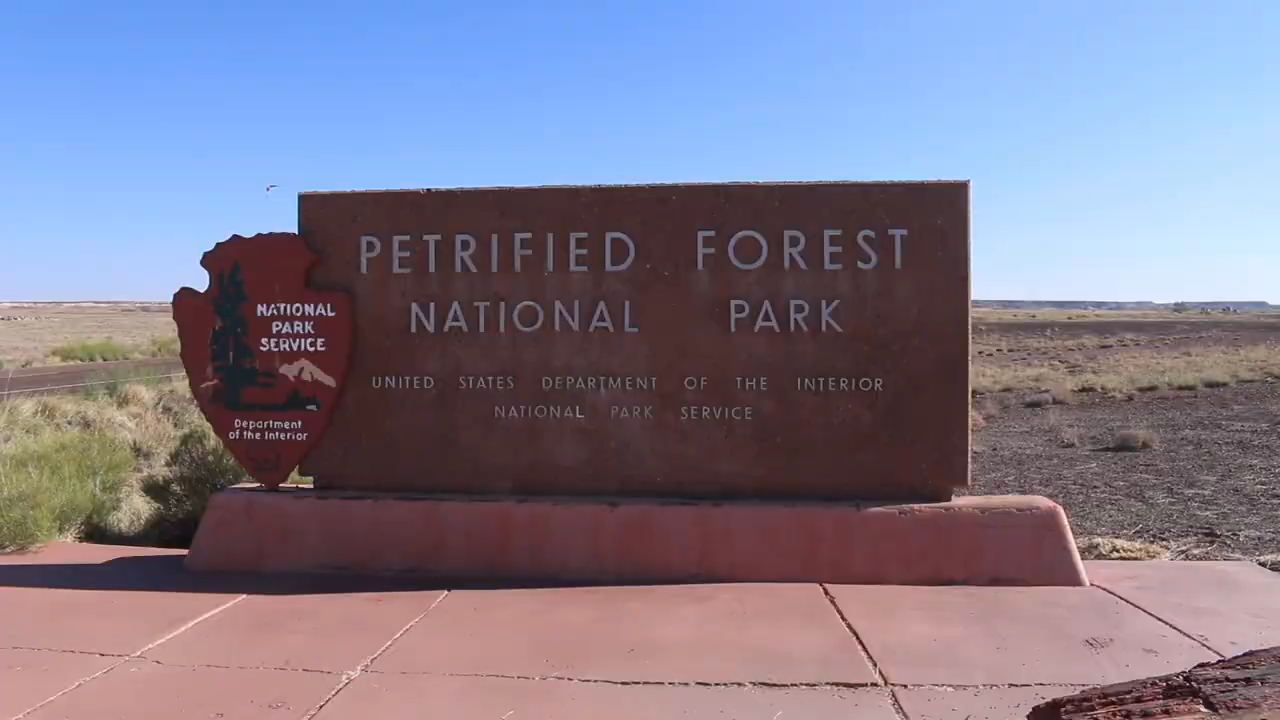 PETRIFIED FOREST
NATIONAL PARK
UNITED STATES DEPARTMENT OF THE INTERIOR
NATIONAL PARK SERVICE
NATIONAL
PARK
SERVICE
Department
of the Interior